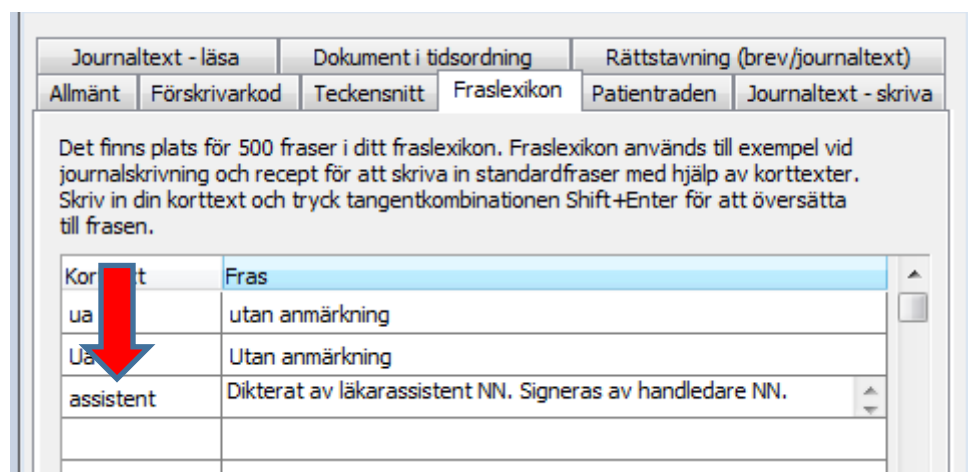 Journaltext - läsa Dokument i tidsordning Rättstavning (brev/journaltext)
Allmänt Förskrivarkod Teckensnitt Fraslexikon Patientraden Journaltext - skriva
Det finns plats för 500 fraser i ditt fraslexikon. Fraslexikon används till exempel vid
journalskrivning och recept för att skriva in standardfraser med hjälp av korttexter.
Skriv in din korttext och tryck tangentkombinationen Shift+Enter för att översätta
till frasen.
Fras
ua utan anmärkning
Utan anmärkning
assistent Dikterat av läkarassistent NN. Signeras av handledare NN.